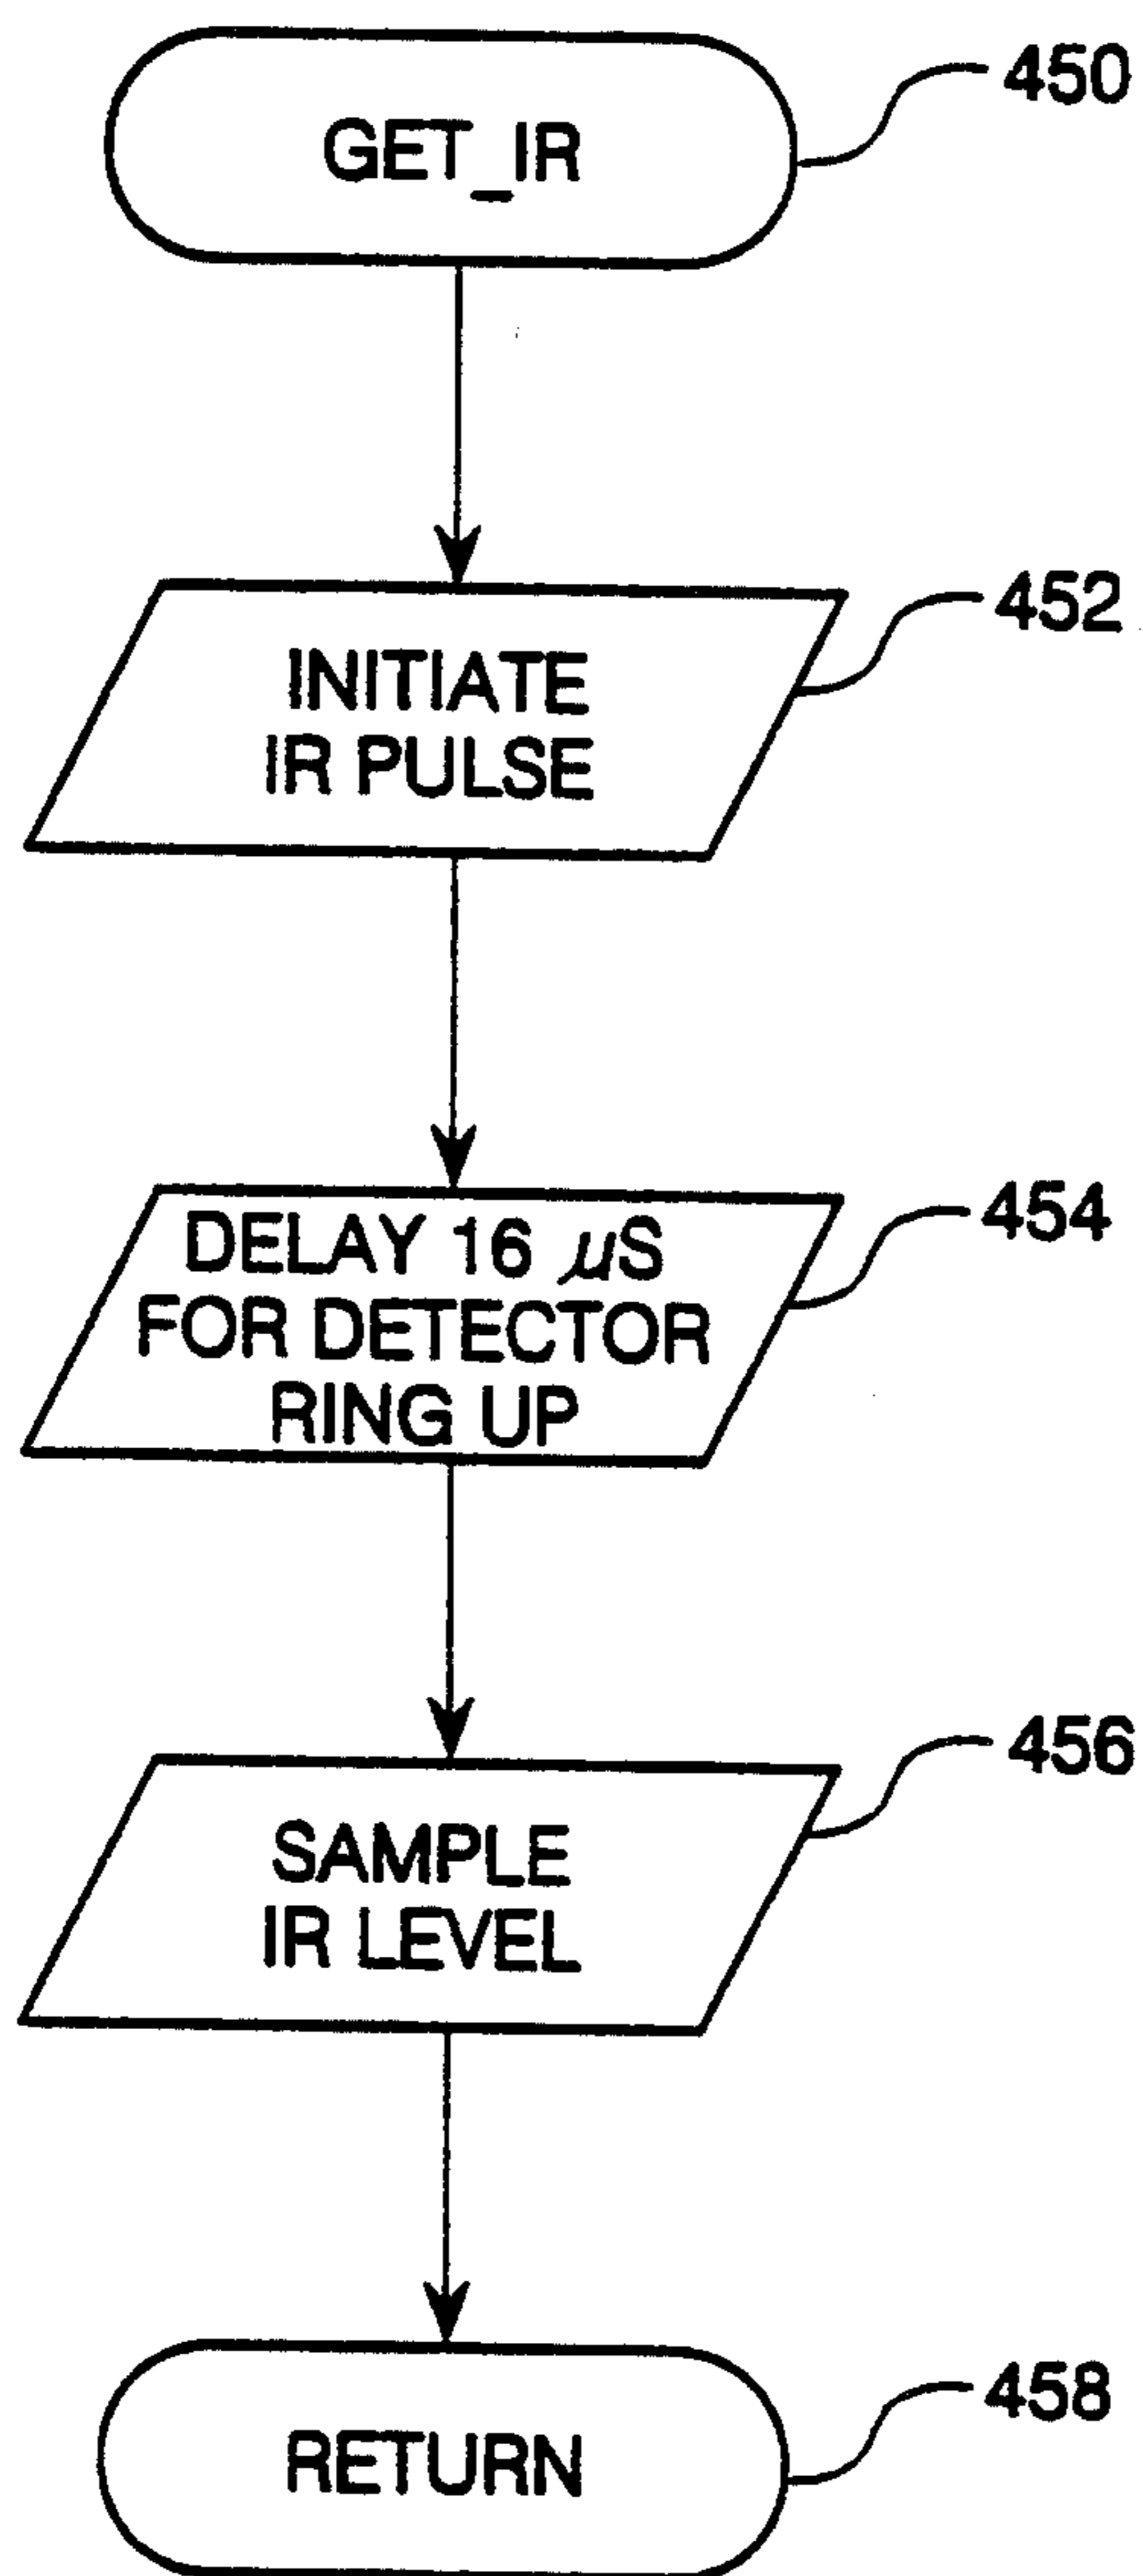 GET_IR
450
INITIATE
IR PULSE
452
DELAY 16 µS
FOR DETECTOR
RING UP
454
SAMPLE
IR LEVEL
456
RETURN
458